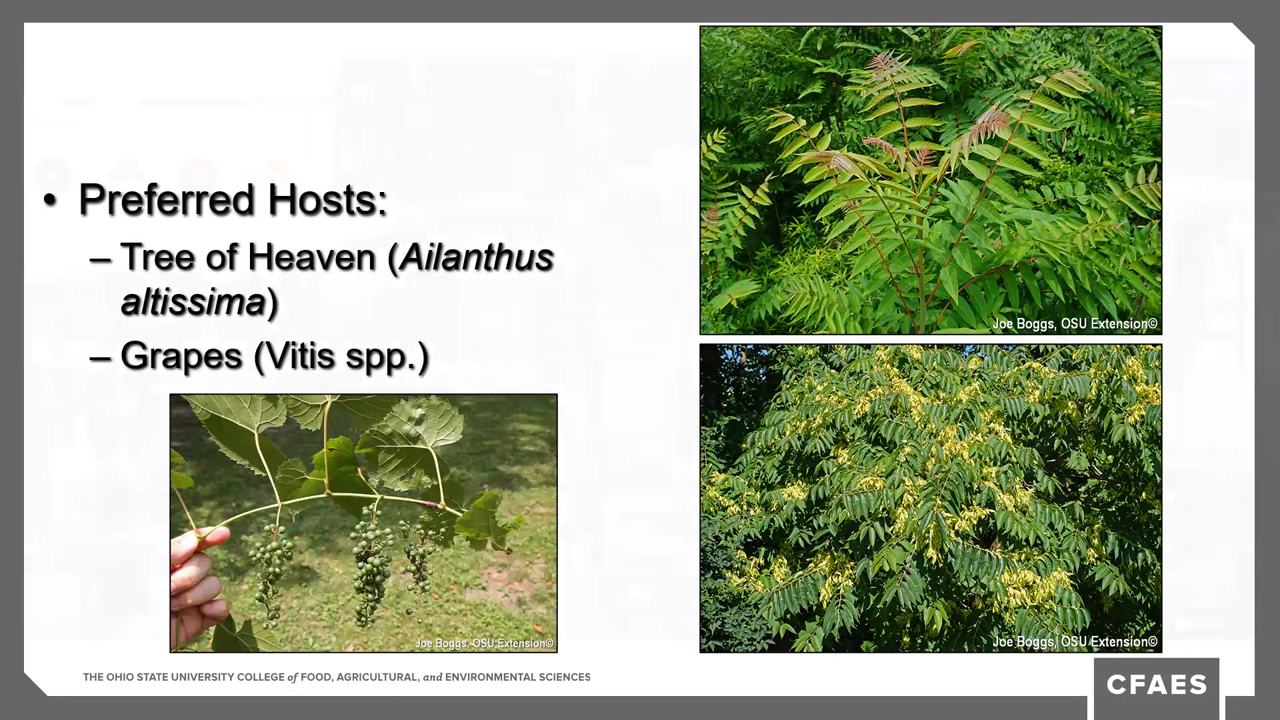 • Preferred Hosts:
– Tree of Heaven (Ailanthus
altissima)
– Grapes (Vitis spp.)
Joe Boggs, OSU Extension©
Joe Boggs, OSU Extension©
Joe Boggs, OSU Extension©
THE OHIO STATE UNIVERSITY COLLEGE of FOOD, AGRICULTURAL, and ENVIRONMENTAL SCIENCES
CFAES